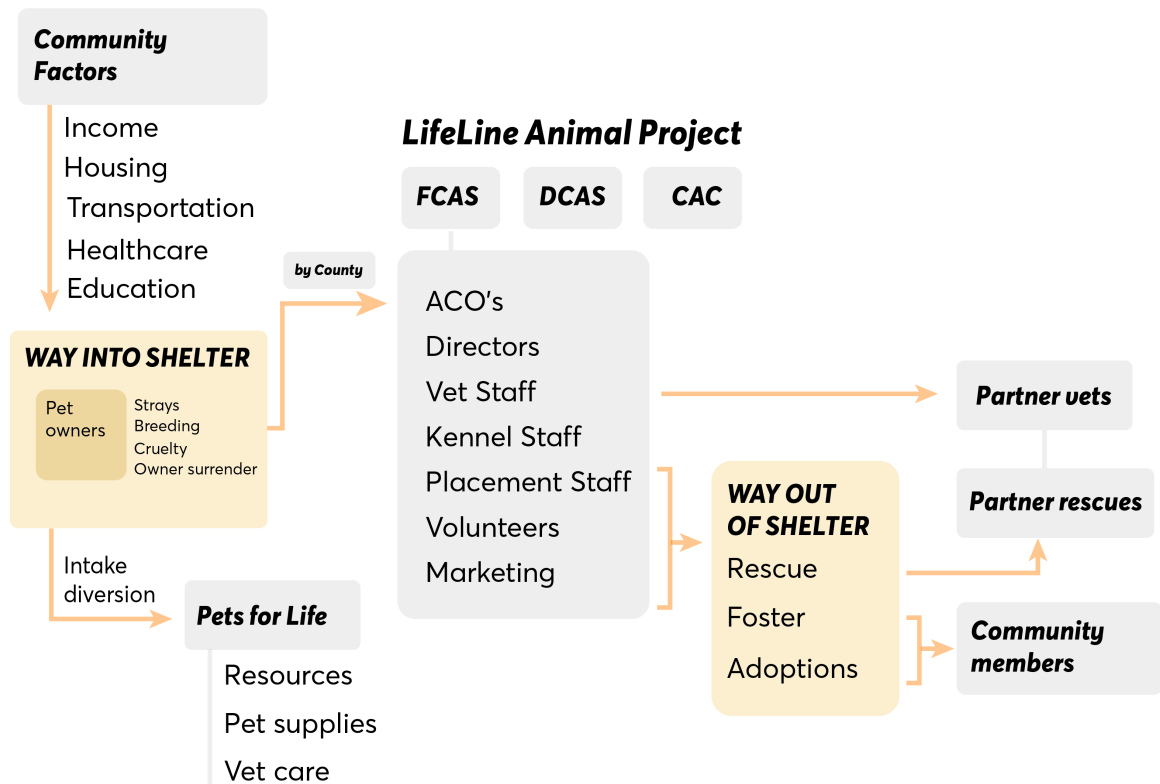 Community
Factors
Income
Housing
Transportation
Healthcare
Education
WAY INTO SHELTER
Pet
owners
Strays
Breeding
Cruelty
Owner surrender
Intake
diversion
Pets for Life
Resources
Pet supplies
Vet care
by County
LifeLine Animal Project
FCAS
DCAS
CAC
ACO's
Directors
Vet Staff
Kennel Staff
Placement Staff
Volunteers
Marketing
WAY OUT
OF SHELTER
Rescue
Foster
Adoptions
Partner vets
Partner rescues
Community
members